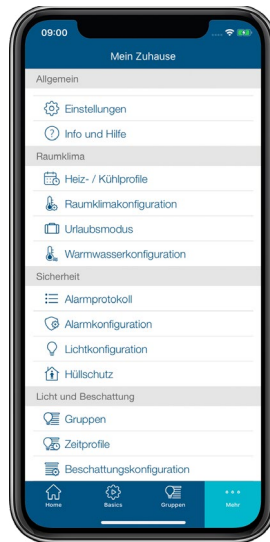 09:00
Mein Zuhause
Allgemein
Einstellungen
Info und Hilfe
Raumklima
Heiz- / Kühlprofile
Raumklimakonfiguration
Urlaubsmodus
Warmwasserkonfiguration
Sicherheit
Alarmprotokoll
Alarmkonfiguration
Lichtkonfiguration
Hüllschutz
Licht und Beschattung
Gruppen
Zeitprofile
Beschattungskonfiguration
Home Basics Gruppen Mehr